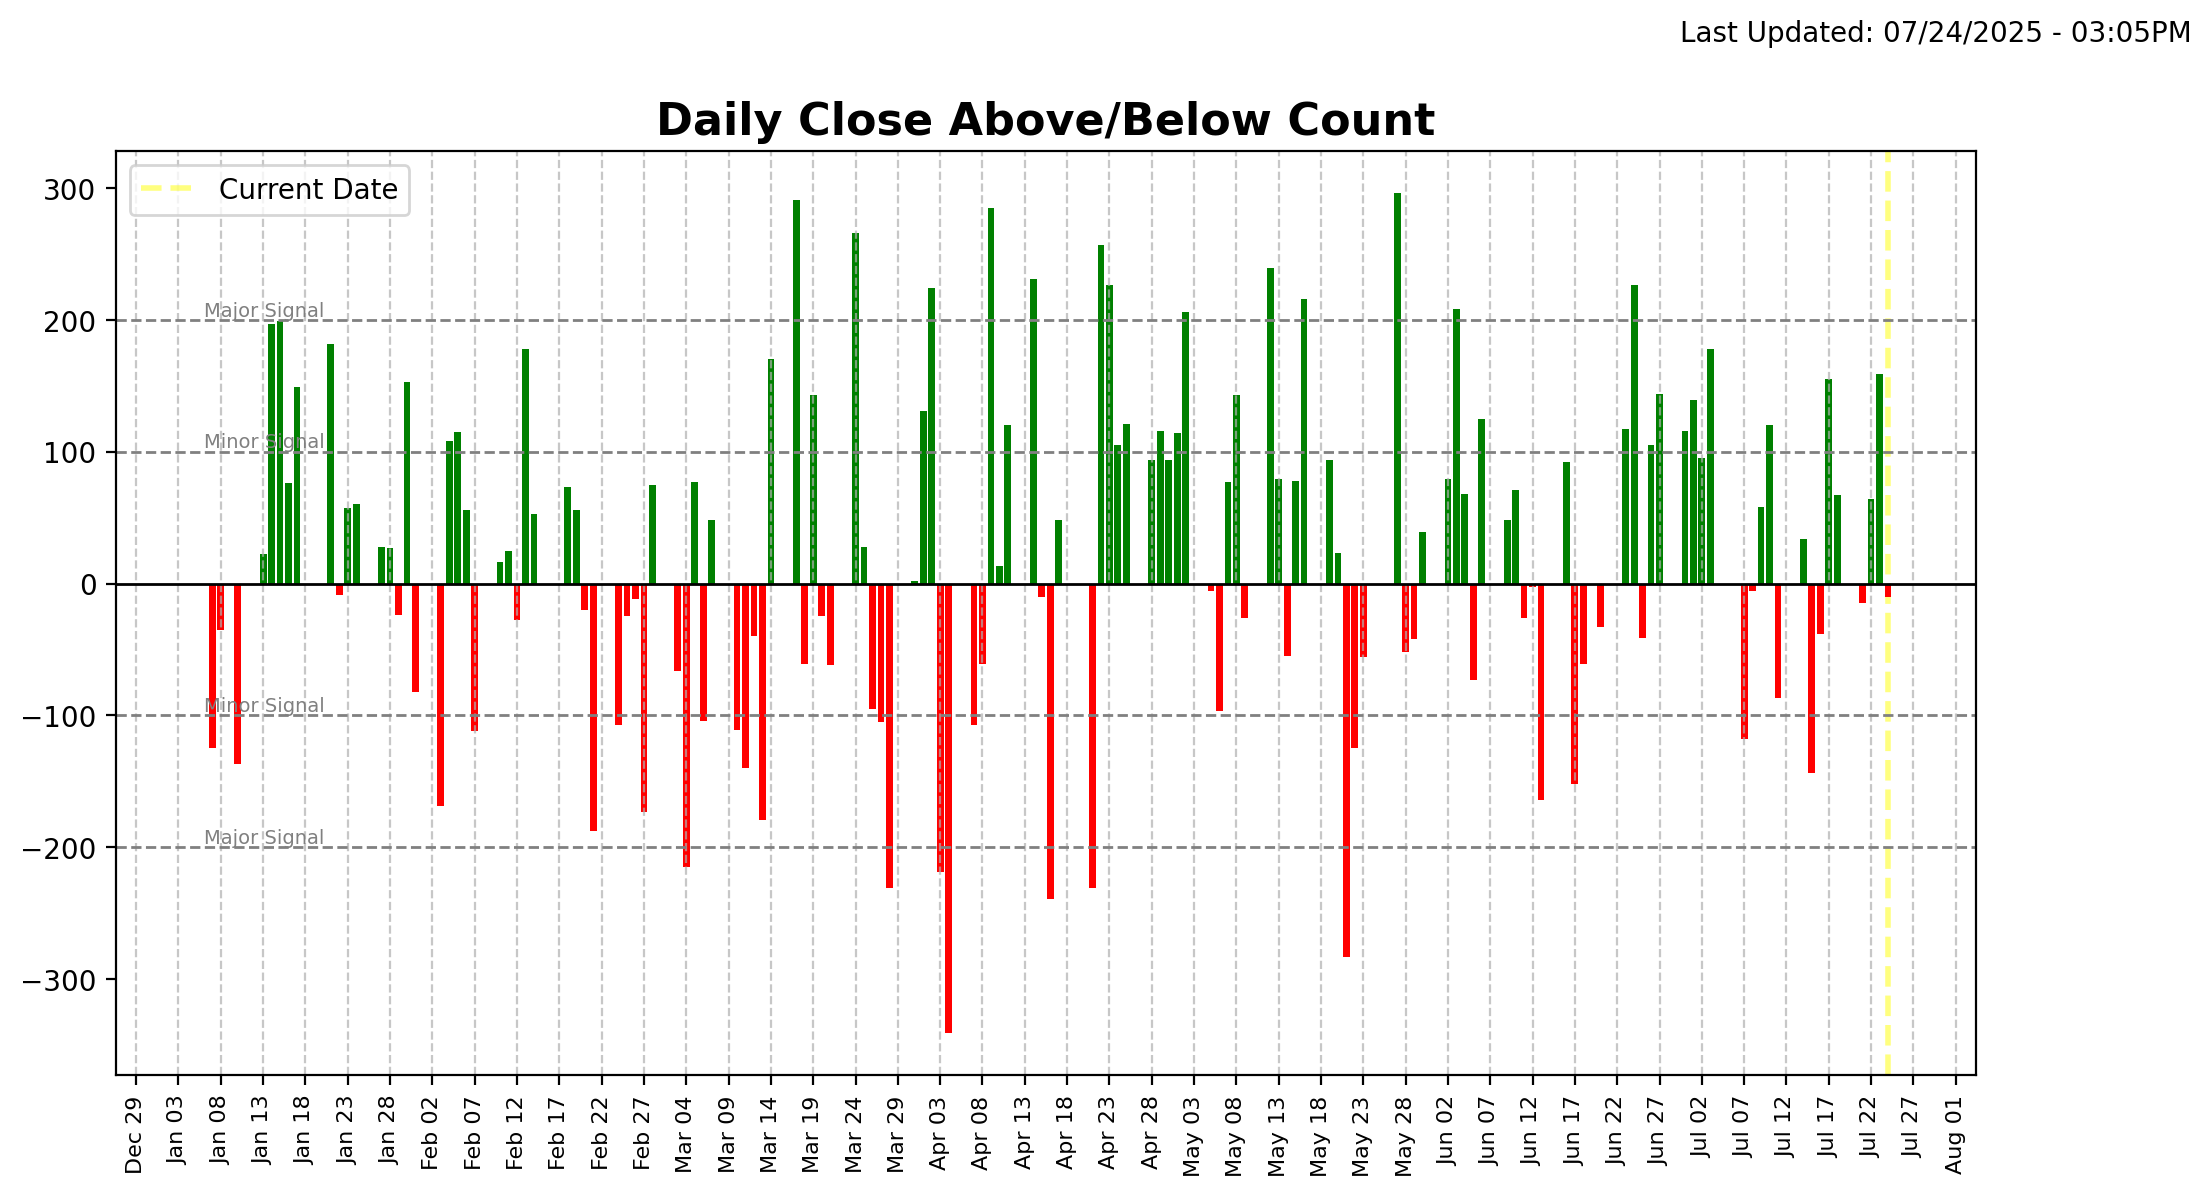 Last Updated: 07/24/2025 - 03:05PM
Daily Close Above/Below Count
Current Date
300
200
100
0
−100
−200
−300
Major Signal
Minor Signal
Minor Signal
Major Signal
Dec 29
Jan 03
Jan 08
Jan 13
Jan 18
Jan 23
Jan 28
Feb 02
Feb 07
Feb 12
Feb 17
Feb 22
Feb 27
Mar 04
Mar 09
Mar 14
Mar 19
Mar 24
Mar 29
Apr 03
Apr 08
Apr 13
Apr 18
Apr 23
Apr 28
May 03
May 08
May 13
May 18
May 23
May 28
Jun 02
Jun 07
Jun 12
Jun 17
Jun 22
Jun 27
Jul 02
Jul 07
Jul 12
Jul 17
Jul 22
Jul 27
Aug 01